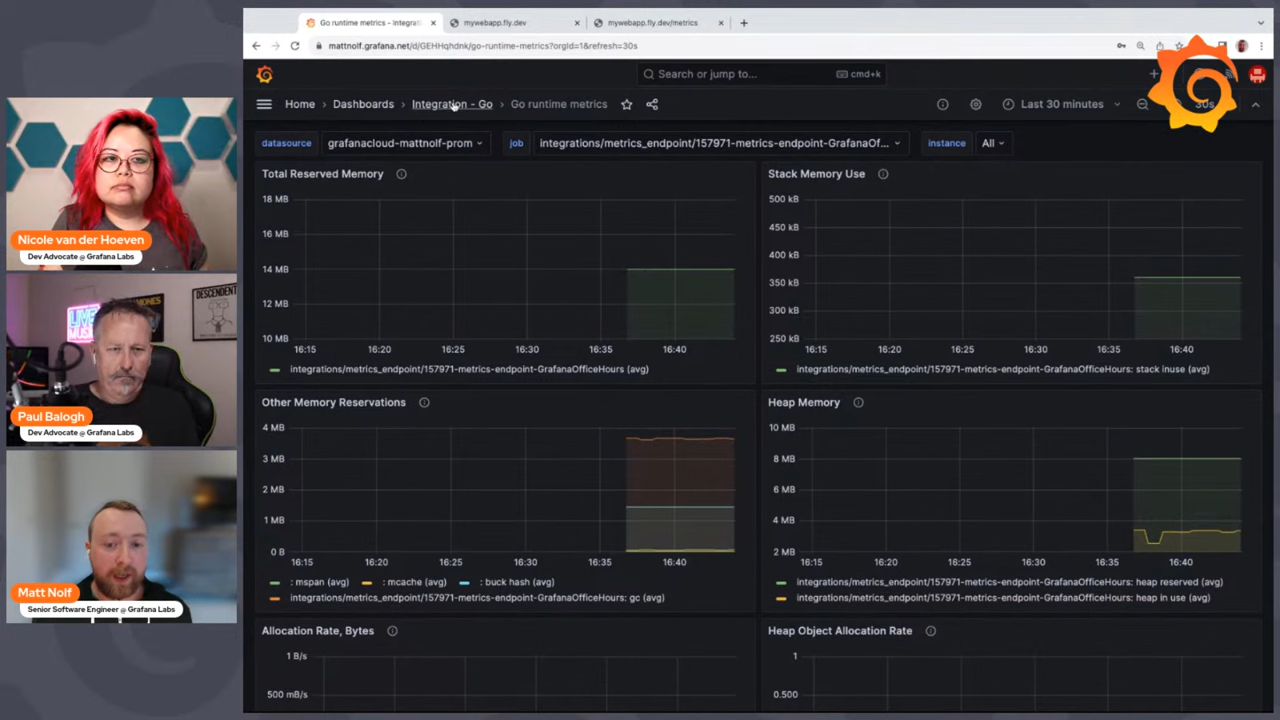 Go runtime metrics - Integrati
mywebapp.fly.dev
mywebapp.fly.dev/metrics
mattnolf.grafana.net/d/GEHHqhdnk/go-runtime-metrics?orgId=1&refresh=30s
Search or jump to...
cmd+k
Home › Dashboards › Integration - Go › Go runtime metrics
Last 30 minutes
30s
datasource
grafanacloud-mattnolf-prom
job
integrations/metrics_endpoint/157971-metrics-endpoint-GrafanaOf...
instance
All
Nicole van der Hoeven
Dev Advocate @ Grafana Labs
LIVE
MUSIC
DESCENDENT
Paul Balogh
Dev Advocate @ Grafana Labs
Matt Nolf
Senior Software Engineer @ Grafana Labs
Total Reserved Memory
18 MB
16 MB
14 MB
12 MB
10 MB
16:15 16:20 16:25 16:30 16:35 16:40
integrations/metrics_endpoint/157971-metrics-endpoint-GrafanaOfficeHours (avg)
Stack Memory Use
500 kB
450 kB
400 kB
350 kB
300 kB
250 kB
16:15 16:20 16:25 16:30 16:35 16:40
integrations/metrics_endpoint/157971-metrics-endpoint-GrafanaOfficeHours: stack inuse (avg)
Other Memory Reservations
4 MB
3 MB
2 MB
1 MB
0 B
16:15 16:20 16:25 16:30 16:35 16:40
: mspan (avg) : mcache (avg) : buck hash (avg)
integrations/metrics_endpoint/157971-metrics-endpoint-GrafanaOfficeHours: gc (avg)
Heap Memory
10 MB
8 MB
6 MB
4 MB
2 MB
16:15 16:20 16:25 16:30 16:35 16:40
integrations/metrics_endpoint/157971-metrics-endpoint-GrafanaOfficeHours: heap reserved (avg)
integrations/metrics_endpoint/157971-metrics-endpoint-GrafanaOfficeHours: heap in use (avg)
Allocation Rate, Bytes
1 B/s
500 mB/s
Heap Object Allocation Rate
1
0.500